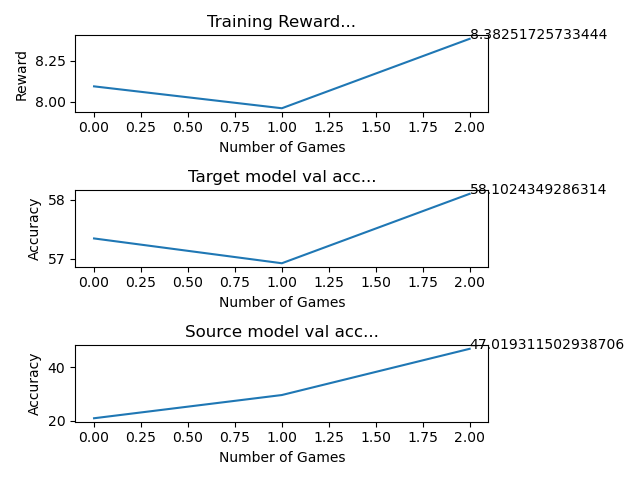 Training Reward...
8.38251725733444
8.25
8.00
Reward
0.00 0.25 0.50 0.75 1.00 1.25 1.50 1.75 2.00
Number of Games
Target model val acc...
58.1024349286314
58
57
Accuracy
0.00 0.25 0.50 0.75 1.00 1.25 1.50 1.75 2.00
Number of Games
Source model val acc...
47.019311502938706
40
20
Accuracy
0.00 0.25 0.50 0.75 1.00 1.25 1.50 1.75 2.00
Number of Games